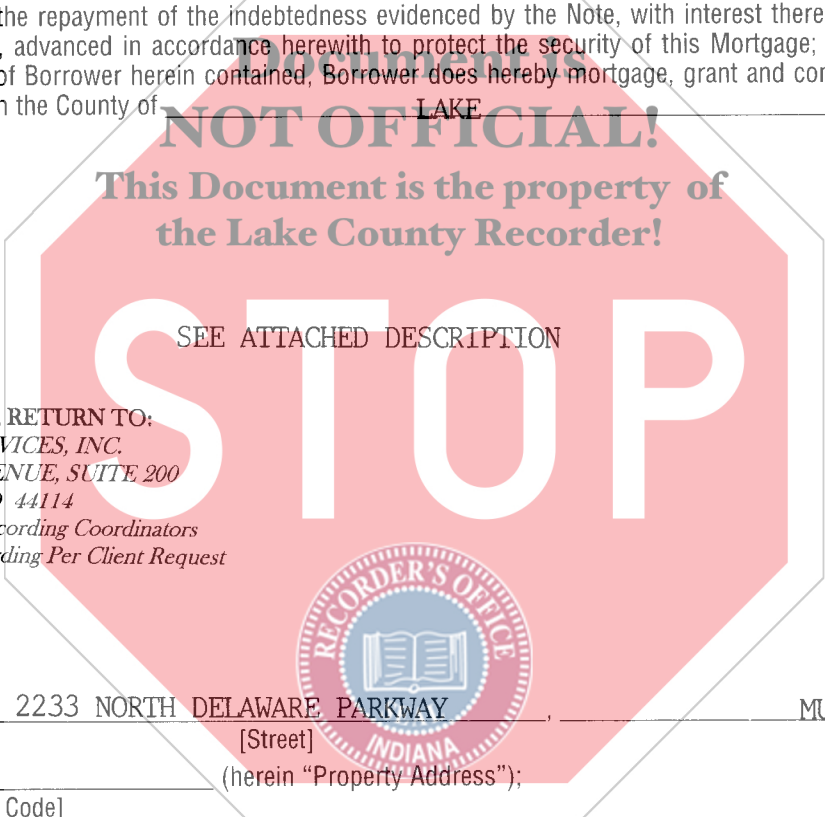 the repayment of the indebtedness evidenced by the Note, with interest there
, advanced in accordance herewith to protect the security of this Mortgage;
of Borrower herein contained, Borrower does hereby mortgage, grant and con
n the County of LAKE
Document is
NOT OFFICIAL!
This Document is the property of
the Lake County Recorder!
STOP
SEE ATTACHED DESCRIPTION
RETURN TO:
VICES, INC.
ENUE, SUITE 200
44114
cording Coordinators
ding Per Client Request
RECORDER'S OFFICE
INDIANA
2233 NORTH DELAWARE PARKWAY , MU
[Street]
(herein "Property Address");
Code]